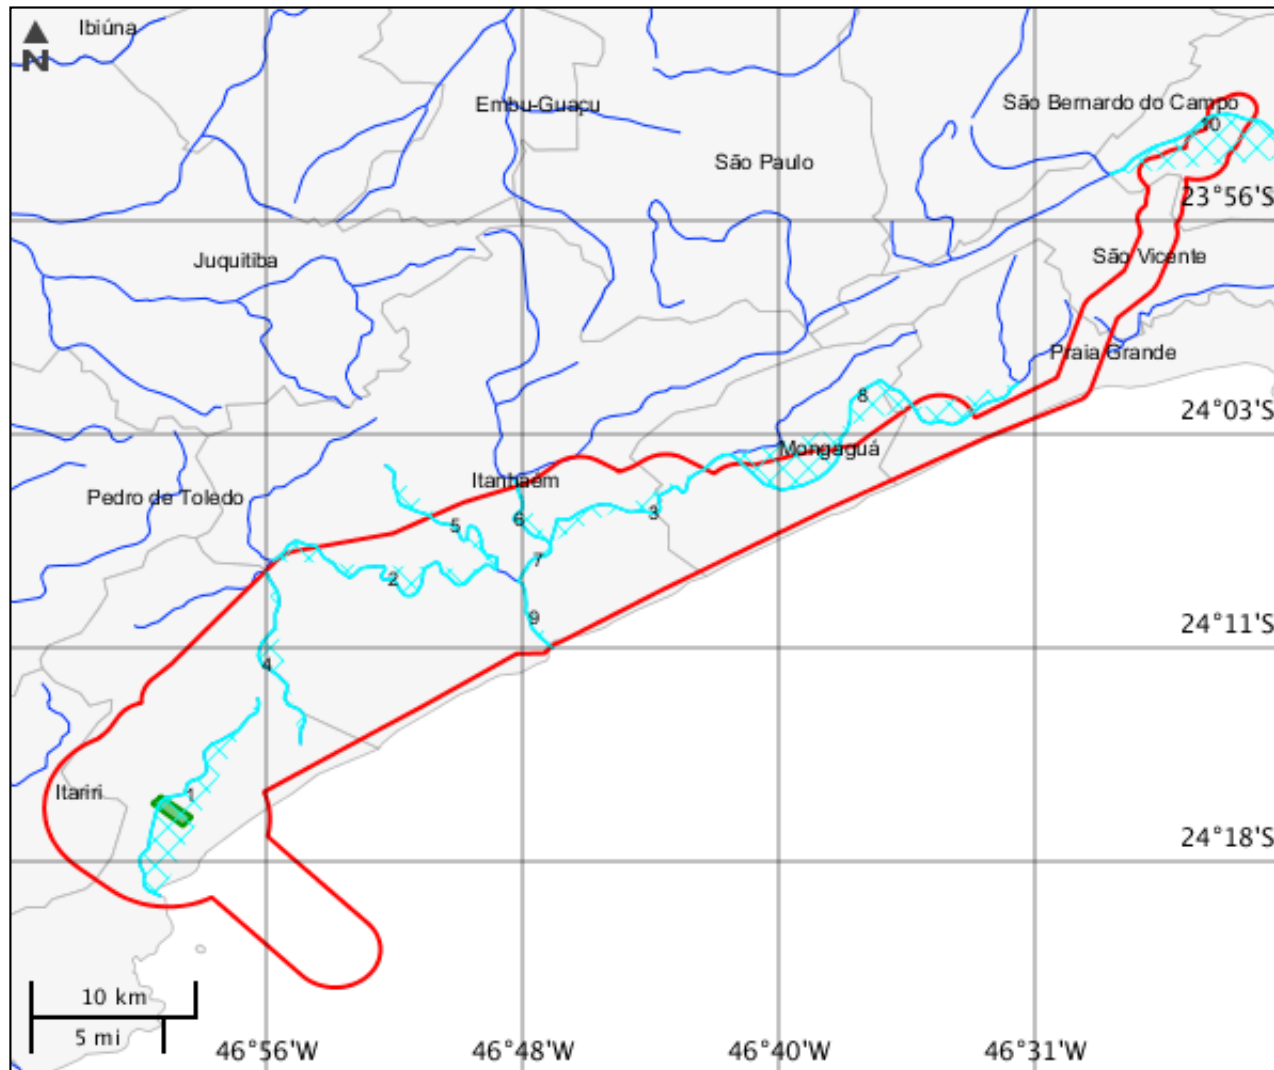 Ibiúna
N
Embu-Guaçu
São Bernardo do Campo
10
São Paulo
23°56'S
Juquitiba
São Vicente
Praia Grande
8
24°03'S
Mongaguá
Itanhaém
Pedro de Toledo
3
6
5
7
2
9
24°11'S
4
Itariri
1
24°18'S
10 km
5 mi
46°56'W
46°48'W
46°40'W
46°31'W